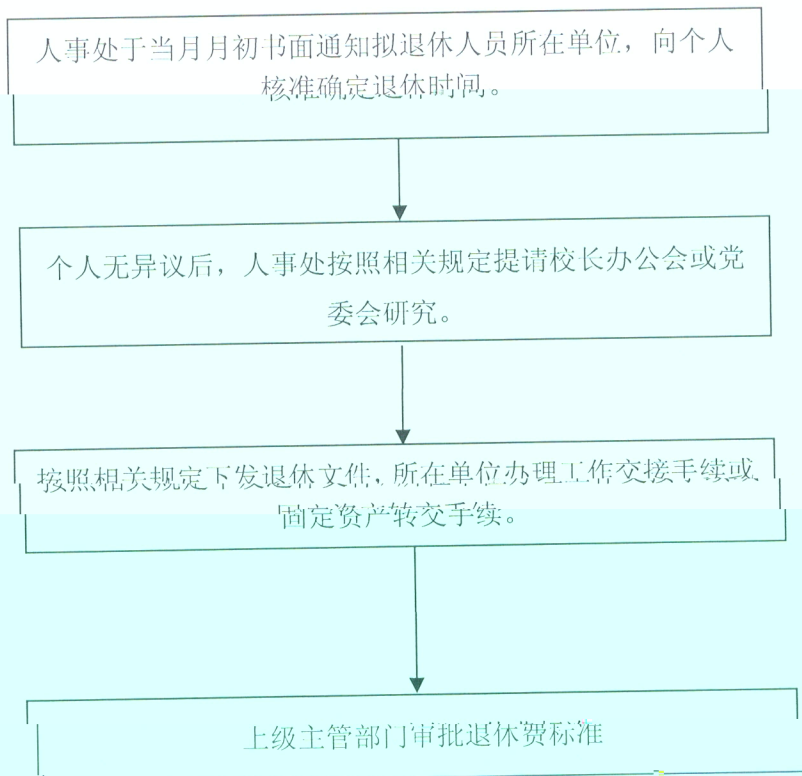 人事处于当月月初书面通知拟退休人员所在单位，向个人
核准确定退休时间。
个人无异议后，人事处按照相关规定提请校长办公会或党
委会研究。
按照相关规定下发退休文件，所在单位办理工作交接手续或
固定资产转交手续。
上级主管部门审批退休费标准